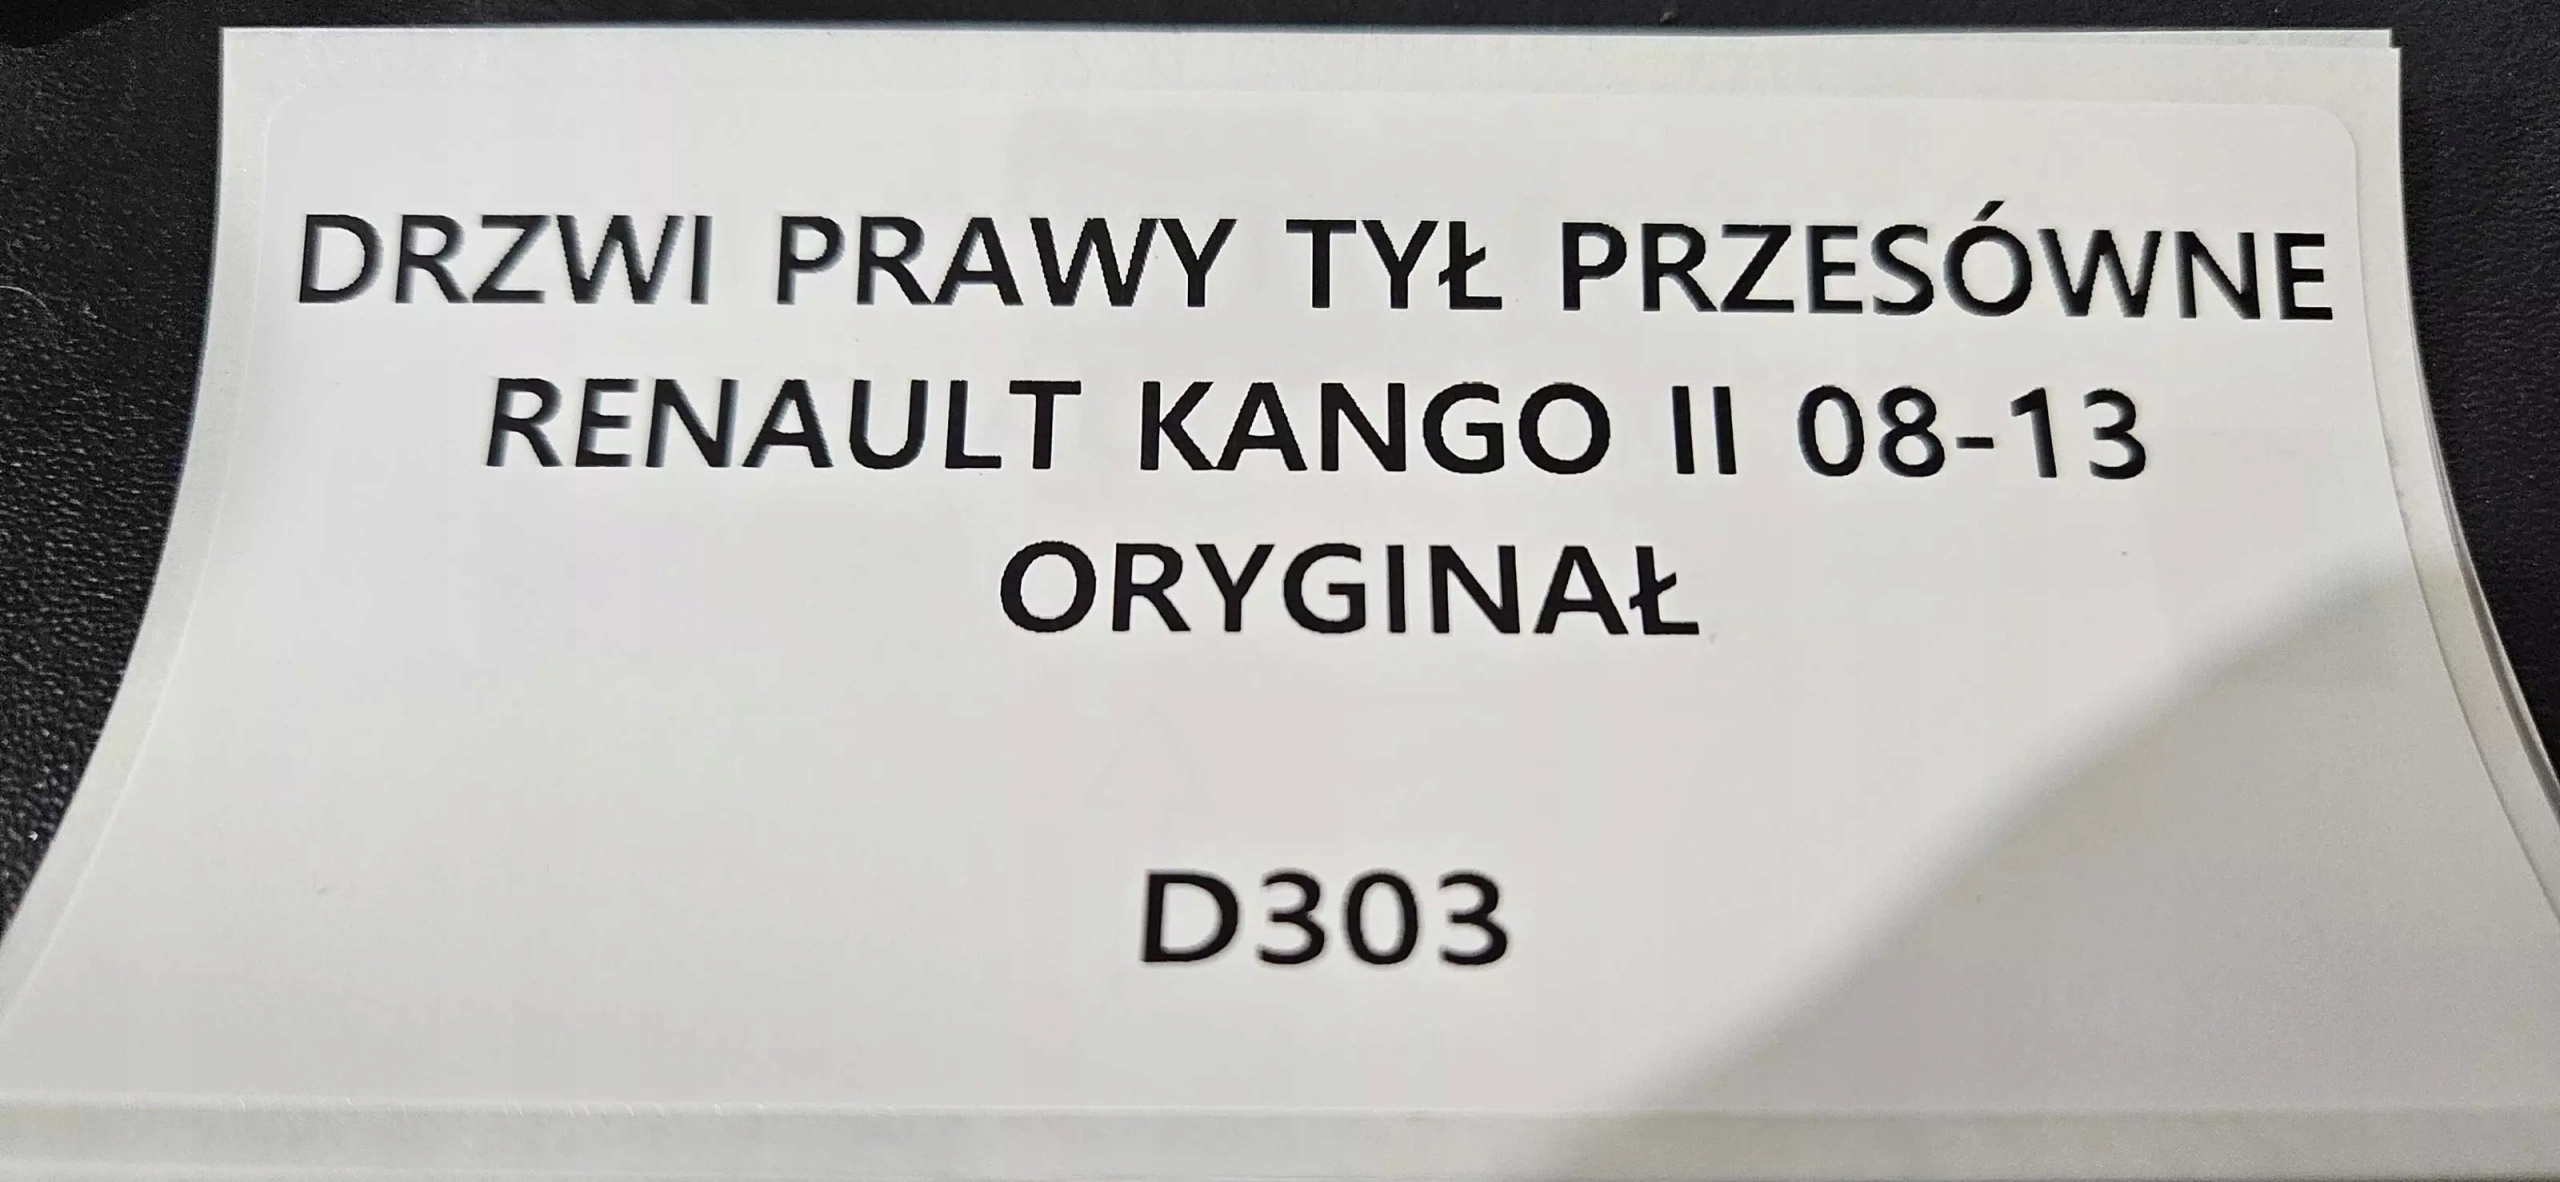 DRZWI PRAWY TYŁ PRZESÓWNE
RENAULT KANGO II 08-13
ORYGINAŁ
D303